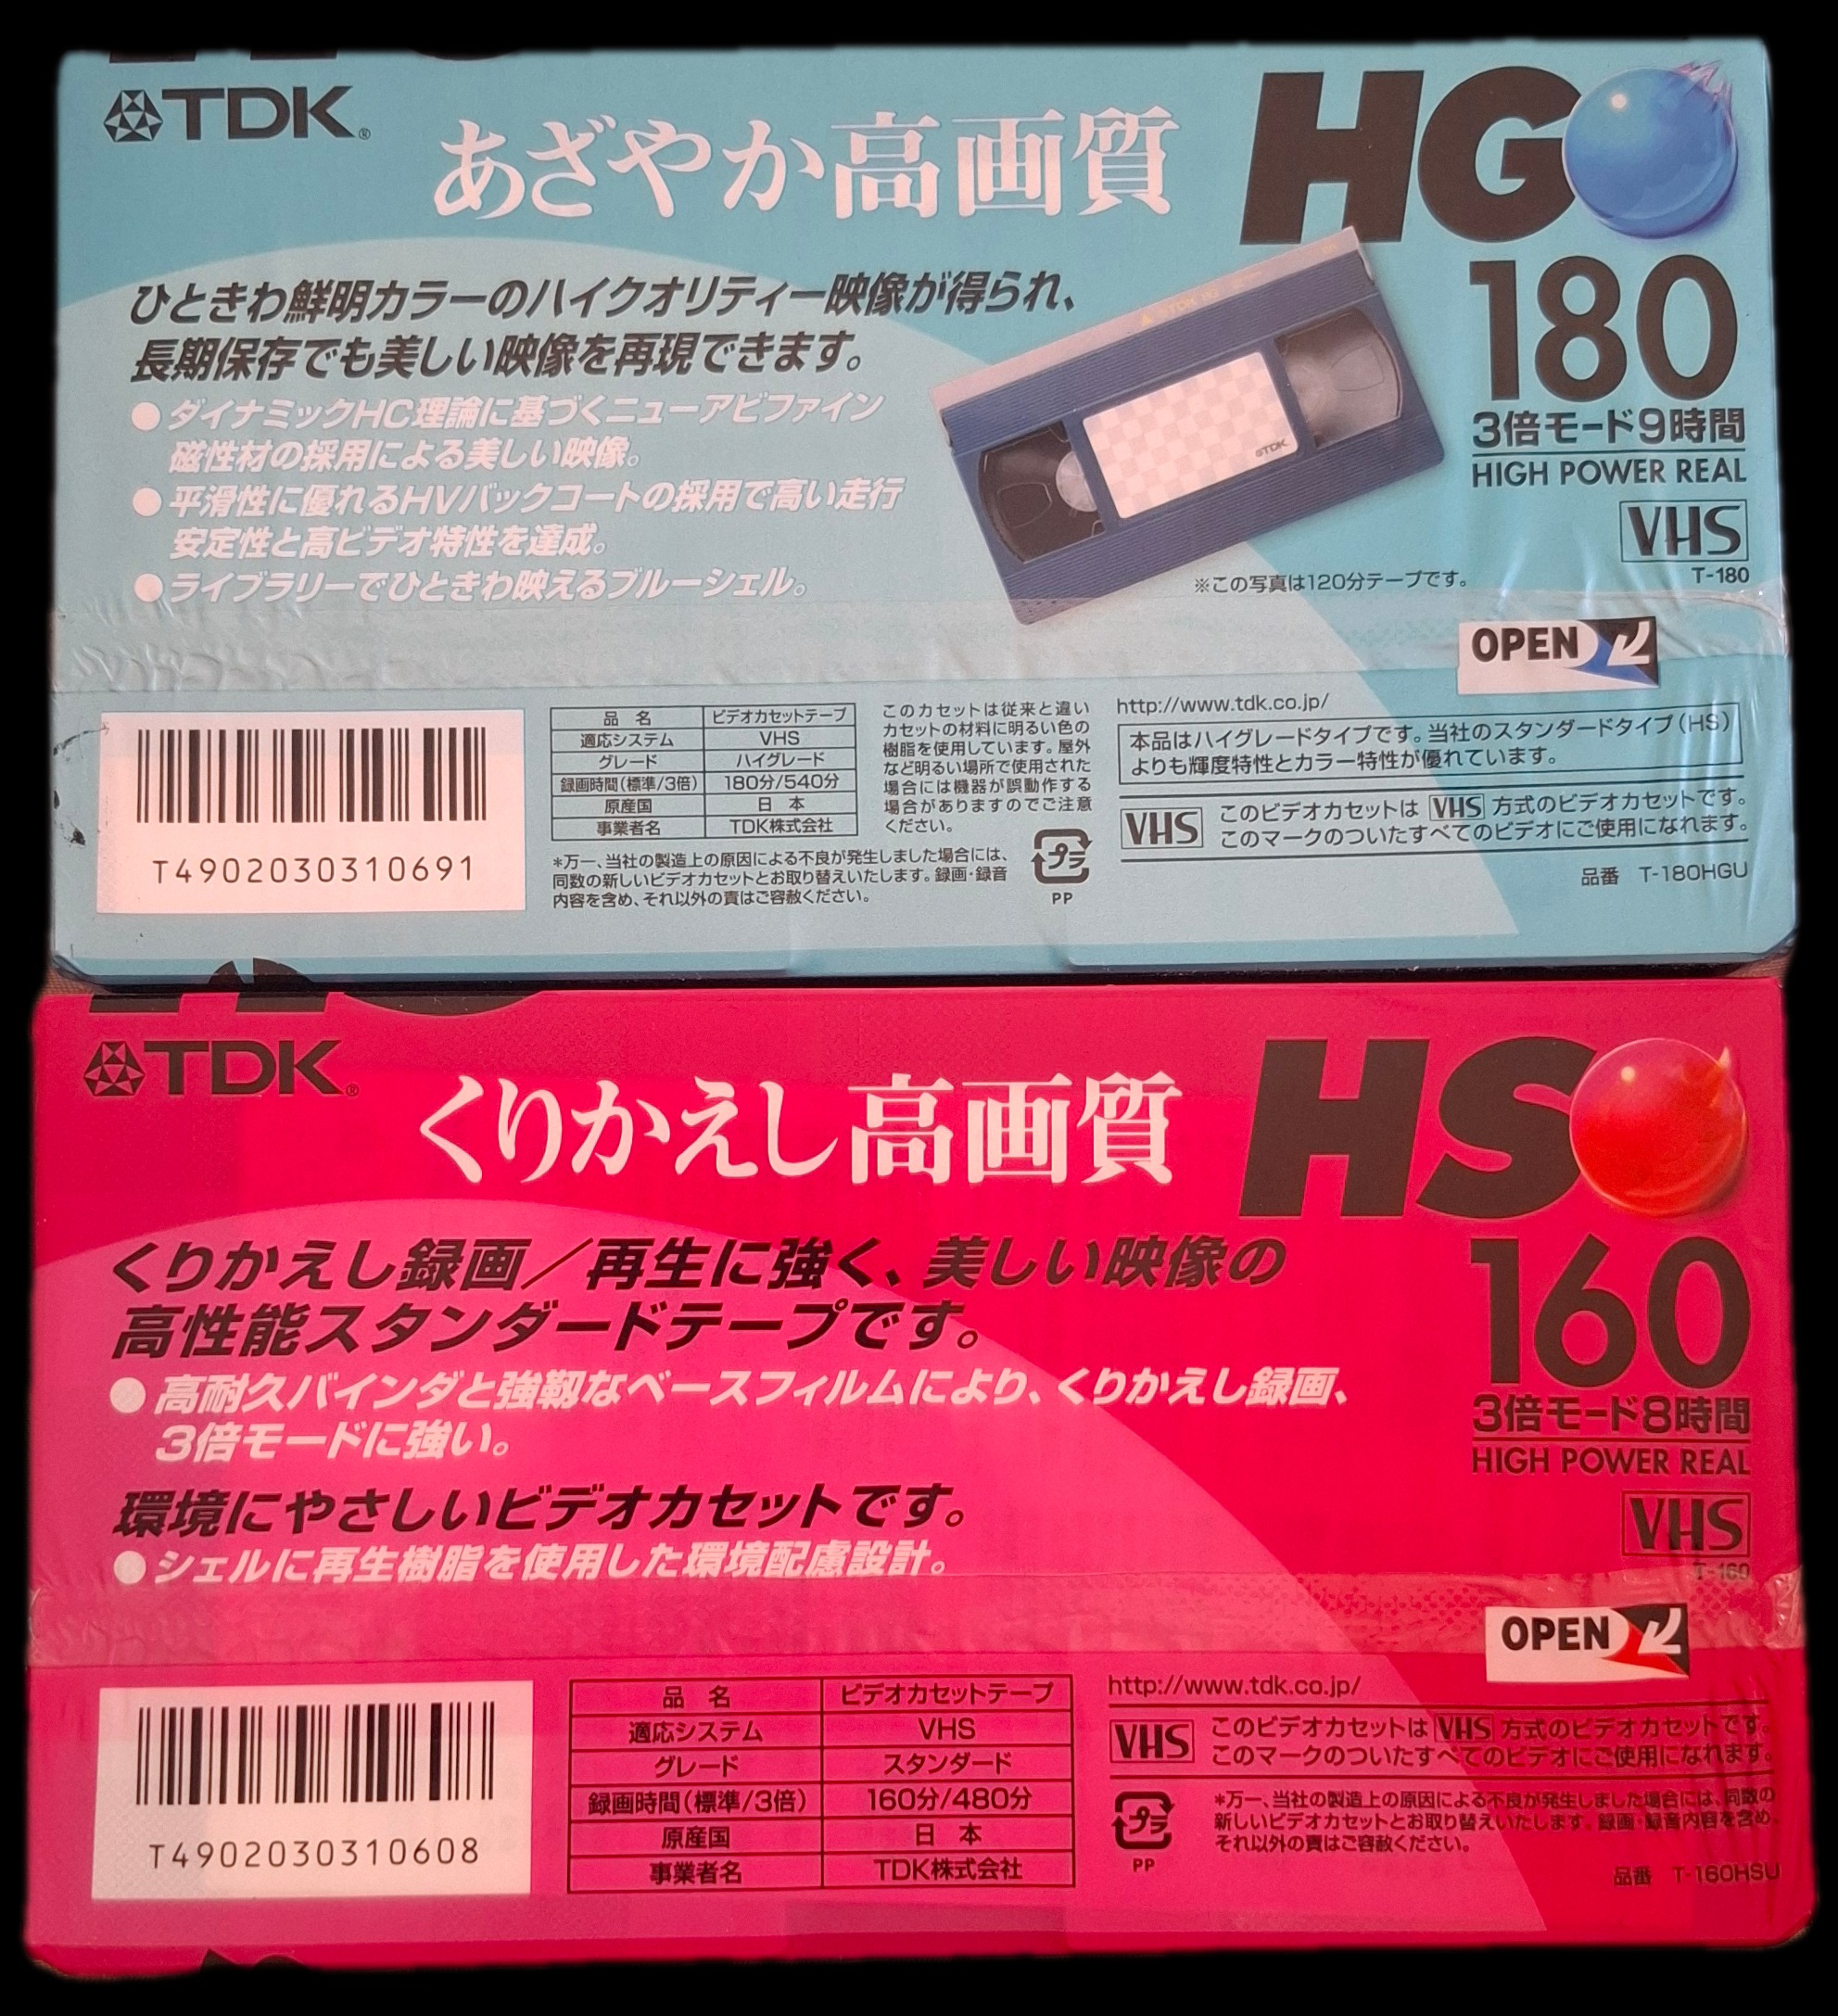 TDK®
あざやか高画質
HG
180
3倍モード9時間
HIGH POWER REAL
VHS
T-180
ひときわ鮮明カラーのハイクオリティー映像が得られ、
長期保存でも美しい映像を再現できます。
●ダイナミックHC理論に基づくニューアビファイン
磁性材の採用による美しい映像。
●平滑性に優れるHVバックコートの採用で高い走行
安定性と高ビデオ特性を達成。
●ライブラリーでひときわ映えるブルーシェル。
TDK
※この写真は120分テープです。
OPEN
T4902030310691
品 名 ビデオカセットテープ
適応システム VHS
グレード ハイグレード
録画時間(標準/3倍) 180分/540分
原産国 日 本
事業者名 TDK株式会社
*万一、当社の製造上の原因による不良が発生しました場合には、
同数の新しいビデオカセットとお取り替えいたします。録画・録音
内容を含め、それ以外の責はご容赦ください。
このカセットは従来と違い
カセットの材料に明るい色の
樹脂を使用しています。屋外
など明るい場所で使用された
場合には機器が誤動作する
場合がありますのでご注意
ください。
プラ
PP
http://www.tdk.co.jp/
本品はハイグレードタイプです。当社のスタンダードタイプ(HS)
よりも輝度特性とカラー特性が優れています。
VHS
このビデオカセットは VHS 方式のビデオカセットです。
このマークのついたすべてのビデオにご使用になれます。
品番 T-180HGU
TDK®
くりかえし高画質
HS
160
3倍モード8時間
HIGH POWER REAL
VHS
T-160
くりかえし録画/再生に強く、美しい映像の
高性能スタンダードテープです。
●高耐久バインダと強靱なベースフィルムにより、くりかえし録画、
3倍モードに強い。
環境にやさしいビデオカセットです。
●シェルに再生樹脂を使用した環境配慮設計。
OPEN
T4902030310608
品 名 ビデオカセットテープ
適応システム VHS
グレード スタンダード
録画時間(標準/3倍) 160分/480分
原産国 日 本
事業者名 TDK株式会社
http://www.tdk.co.jp/
VHS
このビデオカセットは VHS 方式のビデオカセットです。
このマークのついたすべてのビデオにご使用になれます。
プラ
PP
*万一、当社の製造上の原因による不良が発生しました場合には、同数の
新しいビデオカセットとお取り替えいたします。録画・録音内容を含め、
それ以外の責はご容赦ください。
品番 T-160HSU